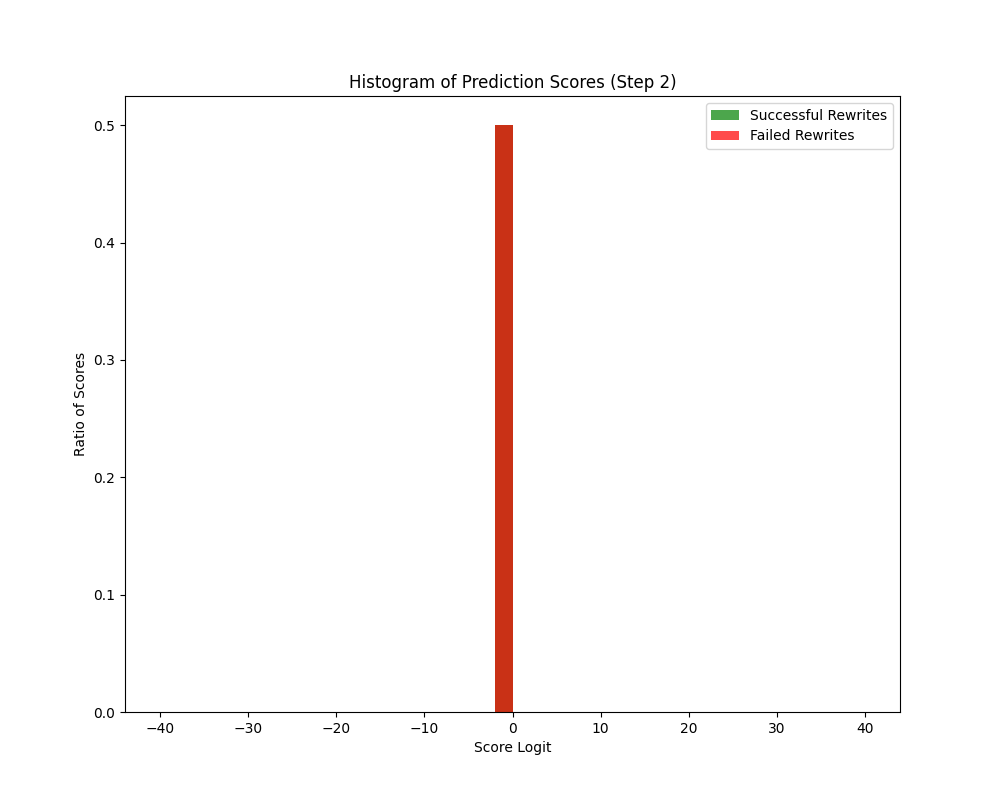 Histogram of Prediction Scores (Step 2)
Successful Rewrites
Failed Rewrites
Ratio of Scores
0.5
0.4
0.3
0.2
0.1
0.0
−40 −30 −20 −10 0 10 20 30 40
Score Logit